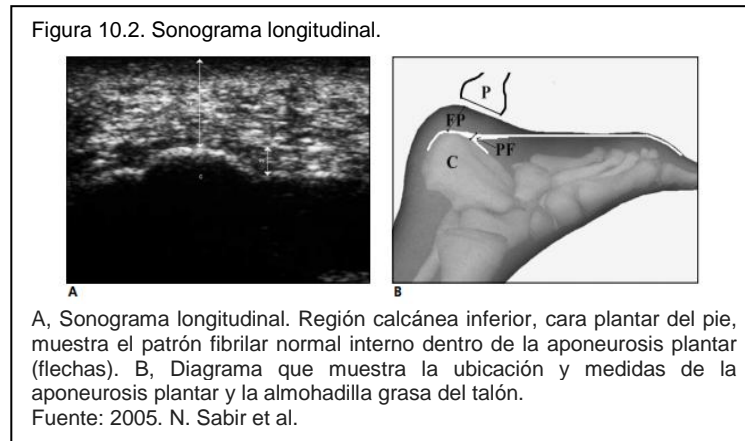 Figura 10.2. Sonograma longitudinal.
P
FP
PF
C
c
A
B
A, Sonograma longitudinal. Región calcánea inferior, cara plantar del pie,
muestra el patrón fibrilar normal interno dentro de la aponeurosis plantar
(flechas). B, Diagrama que muestra la ubicación y medidas de la
aponeurosis plantar y la almohadilla grasa del talón.
Fuente: 2005. N. Sabir et al.